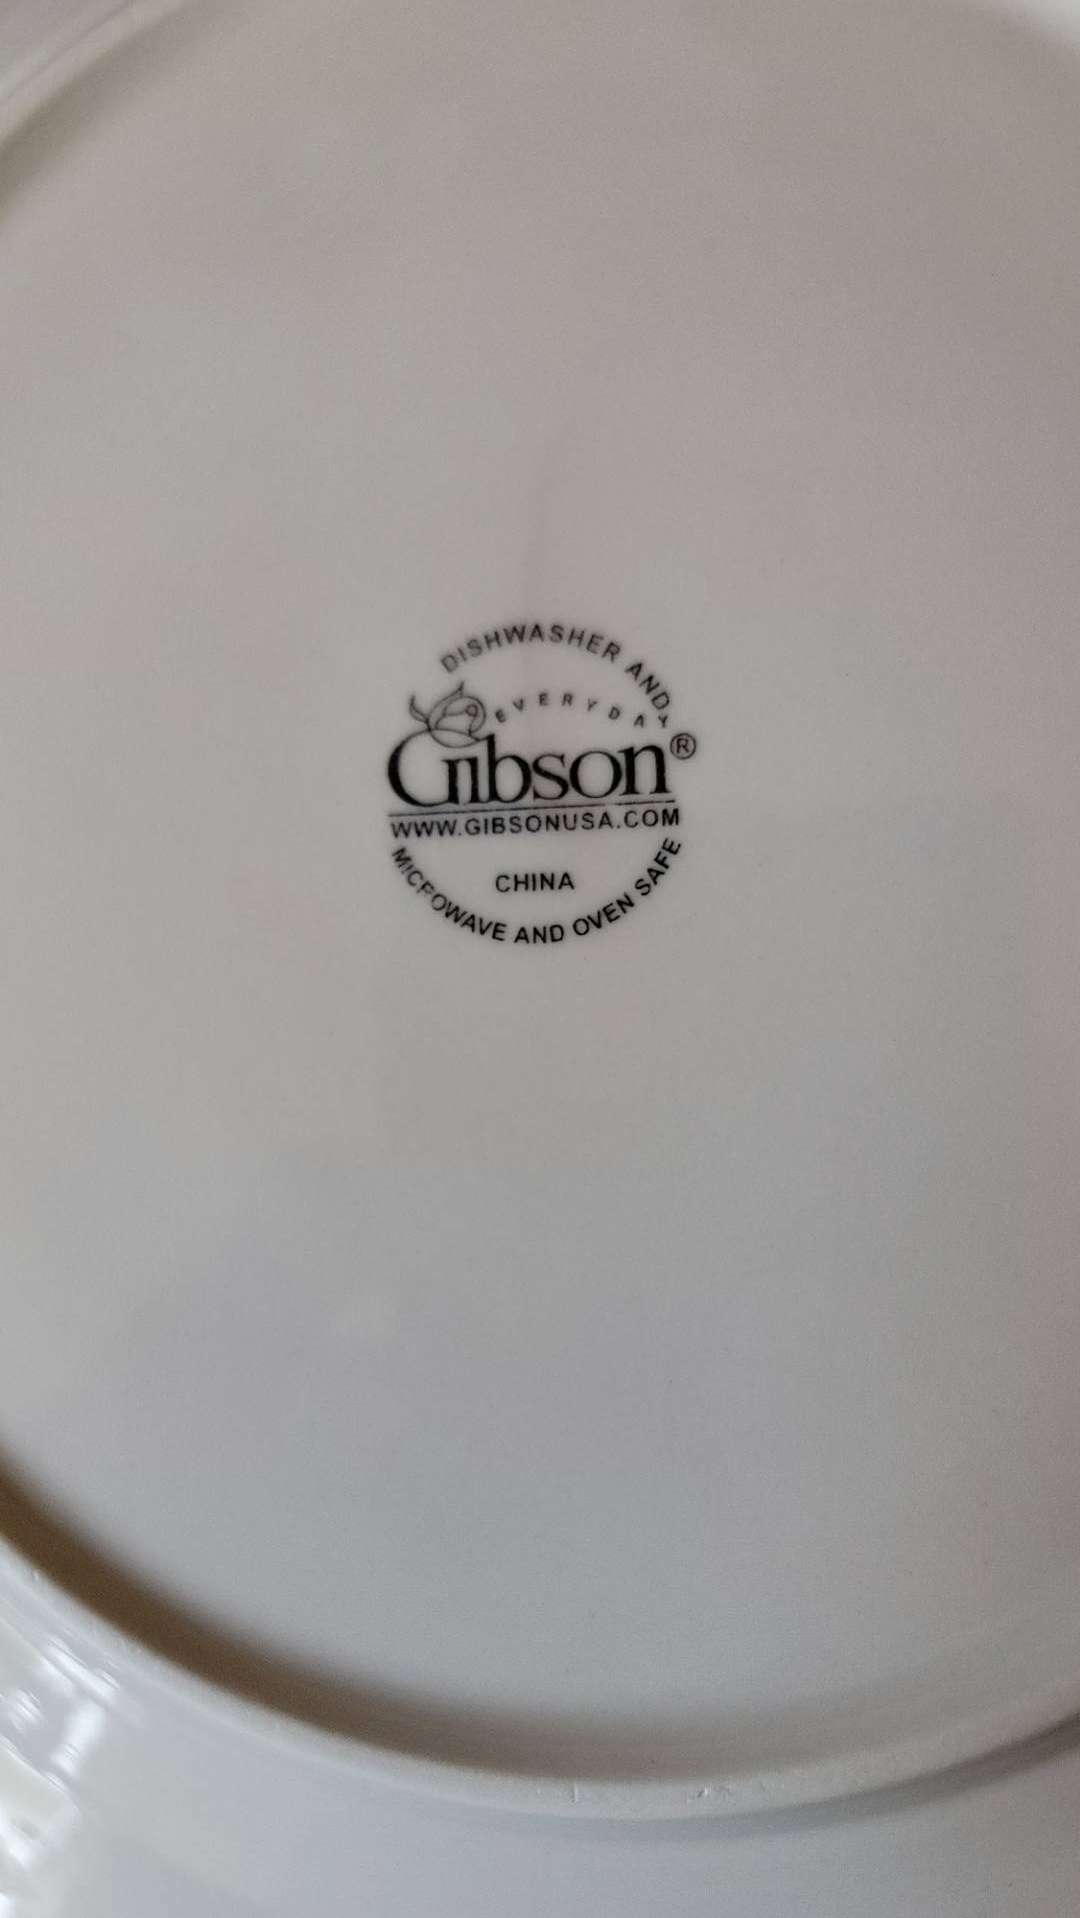 DISHWASHER AND
EVERYDAY
Gibson®
WWW.GIBSONUSA.COM
CHINA
MICROWAVE AND OVEN SAFE